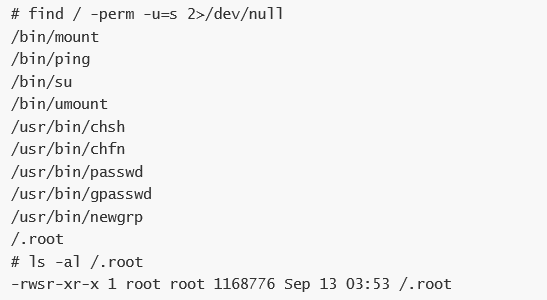 # find / -perm -u=s 2>/dev/null
/bin/mount
/bin/ping
/bin/su
/bin/umount
/usr/bin/chsh
/usr/bin/chfn
/usr/bin/passwd
/usr/bin/gpasswd
/usr/bin/newgrp
/.root
# ls -al /.root
-rwsr-xr-x 1 root root 1168776 Sep 13 03:53 /.root